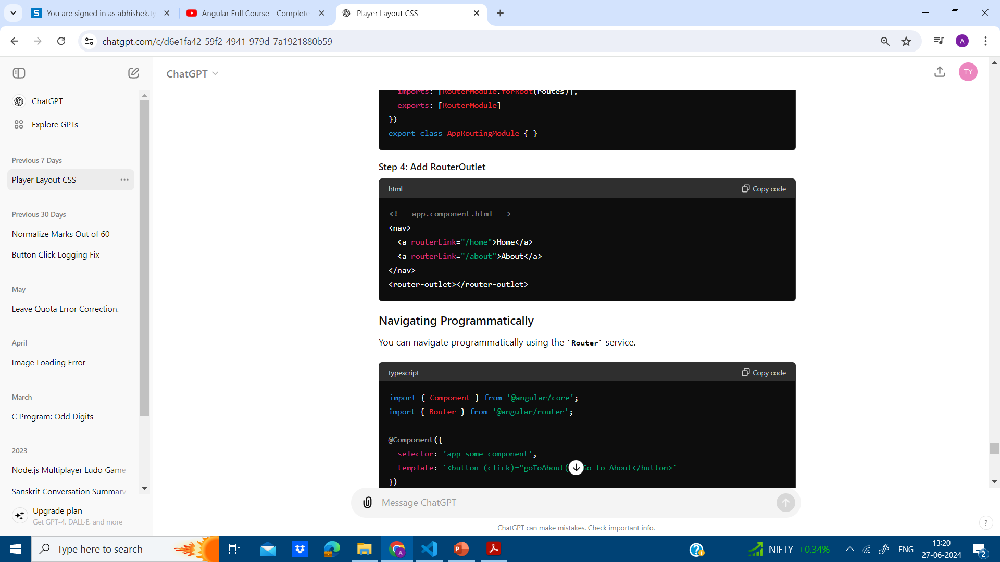 You are signed in as abhishek.ty
Angular Full Course - Complete
Player Layout CSS
chatgpt.com/c/d6e1fa42-59f2-4941-979d-7a1921880b59
A
ChatGPT
TY
ChatGPT
Explore GPTs
Previous 7 Days
Player Layout CSS
Previous 30 Days
Normalize Marks Out of 60
Button Click Logging Fix
May
Leave Quota Error Correction.
April
Image Loading Error
March
C Program: Odd Digits
2023
Node.js Multiplayer Ludo Game
Sanskrit Conversation Summary
Upgrade plan
Get GPT-4, DALL·E, and more
imports: [RouterModule.forRoot(routes)],
exports: [RouterModule]
})
export class AppRoutingModule { }
Step 4: Add RouterOutlet
html
Copy code
<!-- app.component.html -->
<nav>
<a routerLink="/home">Home</a>
<a routerLink="/about">About</a>
</nav>
<router-outlet></router-outlet>
Navigating Programmatically
You can navigate programmatically using the `Router` service.
typescript
Copy code
import { Component } from '@angular/core';
import { Router } from '@angular/router';
@Component({
selector: 'app-some-component',
template: `<button (click)="goToAbout( Go to About</button>`
})
Message ChatGPT
ChatGPT can make mistakes. Check important info.
?
Type here to search
NIFTY +0.34%
ENG
13:20
27-06-2024
2